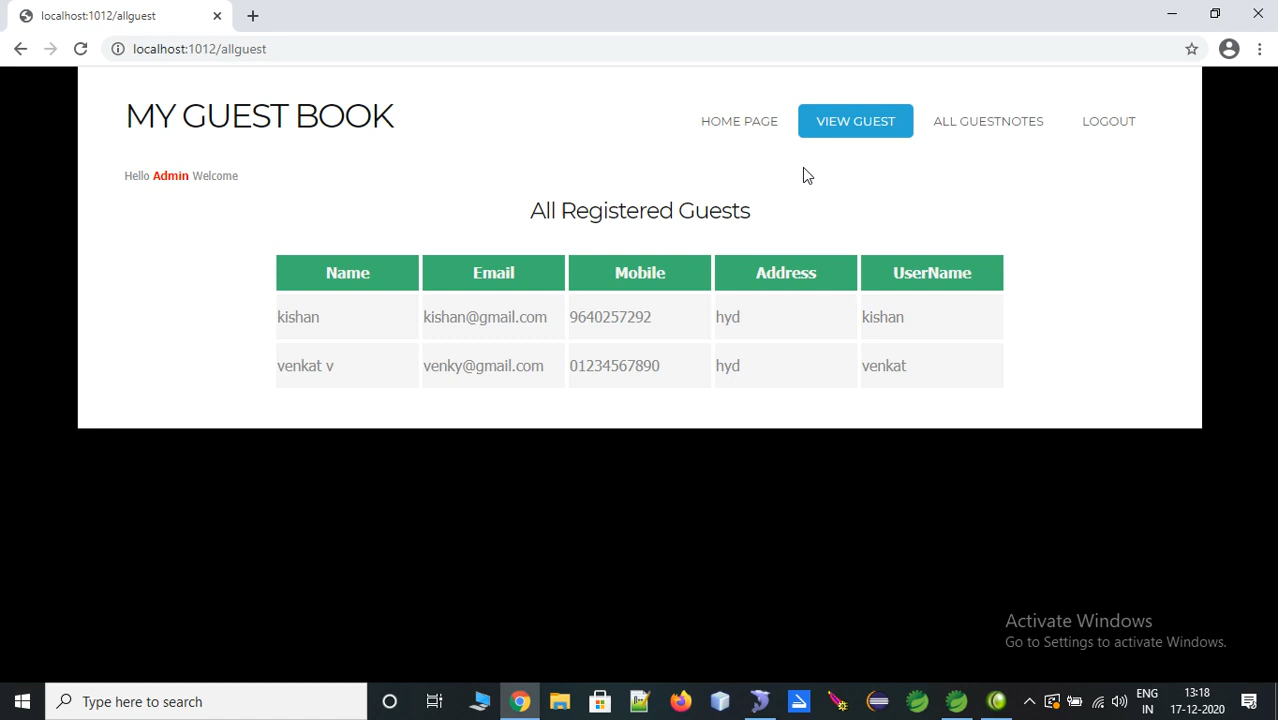 localhost:1012/allguest
localhost:1012/allguest
MY GUEST BOOK
HOME PAGE VIEW GUEST ALL GUESTNOTES LOGOUT
Hello Admin Welcome
All Registered Guests
Name Email Mobile Address UserName
kishan kishan@gmail.com 9640257292 hyd kishan
venkat v venky@gmail.com 01234567890 hyd venkat
Activate Windows
Go to Settings to activate Windows.
Type here to search
ENG 13:18
IN 17-12-2020